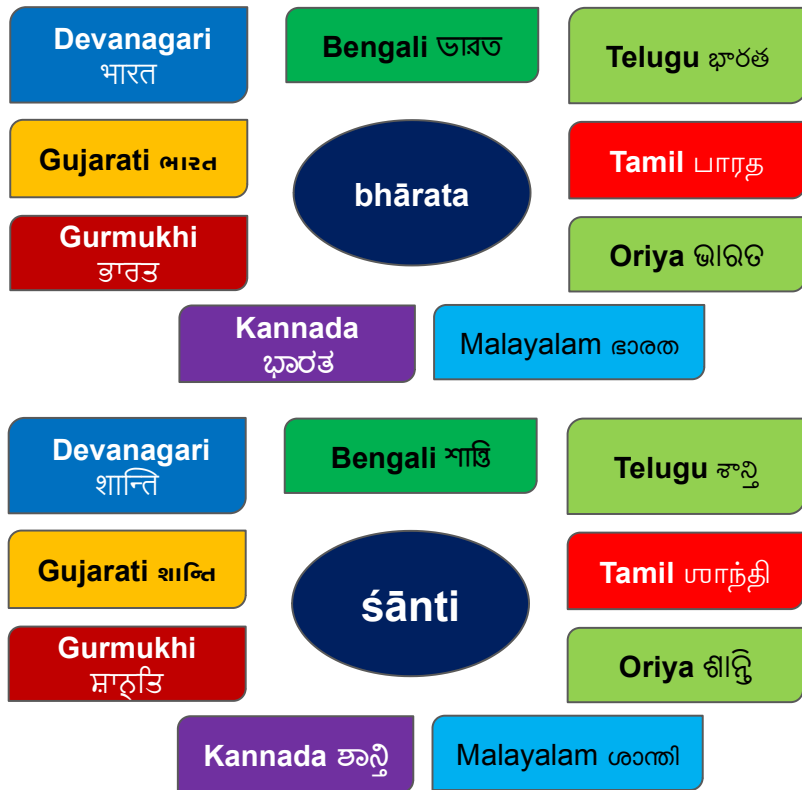 Devanagari
भारत
Bengali ভাৰত
Telugu భారత
Gujarati ભારત
bhārata
Tamil பாரத
Gurmukhi
ਭਾਰਤ
Oriya ଭାରତ
Kannada
ಭಾರತ
Malayalam ഭാരത
Devanagari
शान्ति
Bengali শান্তি
Telugu శాన్తి
Gujarati શાન્તિ
śānti
Tamil ஶாந்தி
Gurmukhi
ਸ਼ਾਨ੍ਤਿ
Oriya ଶାନ୍ତି
Kannada ಶಾನ್ತಿ
Malayalam ശാന്തി